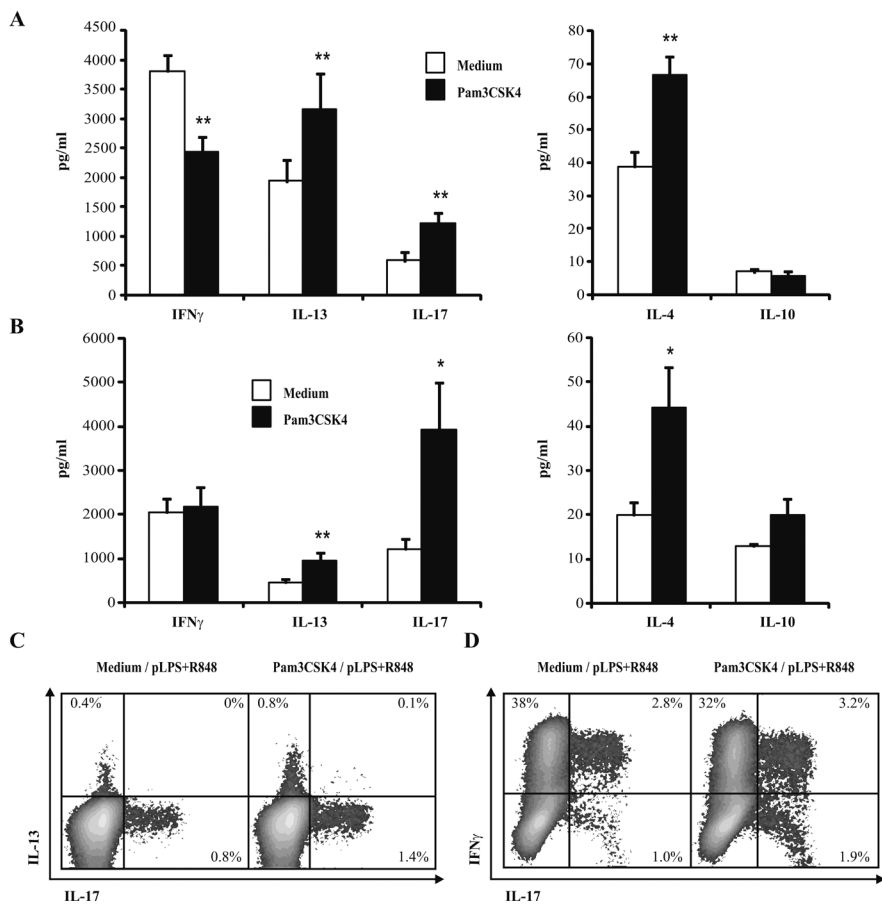 A
4500
4000
3500
3000
2500
2000
1500
1000
500
0
pg/ml
**
**
**
Medium
Pam3CSK4
IFNγ IL-13 IL-17
80
70
60
50
40
30
20
10
0
pg/ml
**
IL-4 IL-10
B
6000
5000
4000
3000
2000
1000
0
pg/ml
**
*
Medium
Pam3CSK4
IFNγ IL-13 IL-17
60
50
40
30
20
10
0
pg/ml
*
IL-4 IL-10
C
Medium / pLPS+R848 Pam3CSK4 / pLPS+R848
0.4% 0% 0.8% 0.1%
0.8% 1.4%
IL-13
IL-17
D
Medium / pLPS+R848 Pam3CSK4 / pLPS+R848
38% 2.8% 32% 3.2%
1.0% 1.9%
IFNγ
IL-17